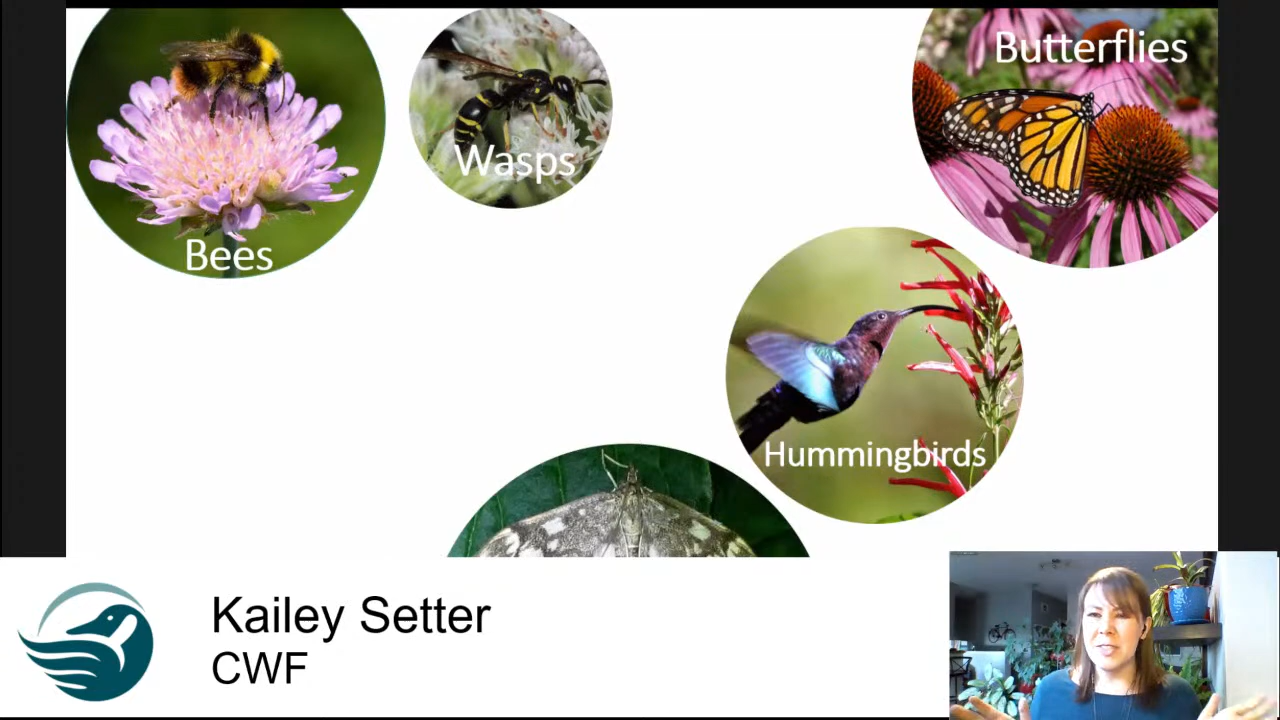 Butterflies
Wasps
Bees
Hummingbirds
Kailey Setter
CWF